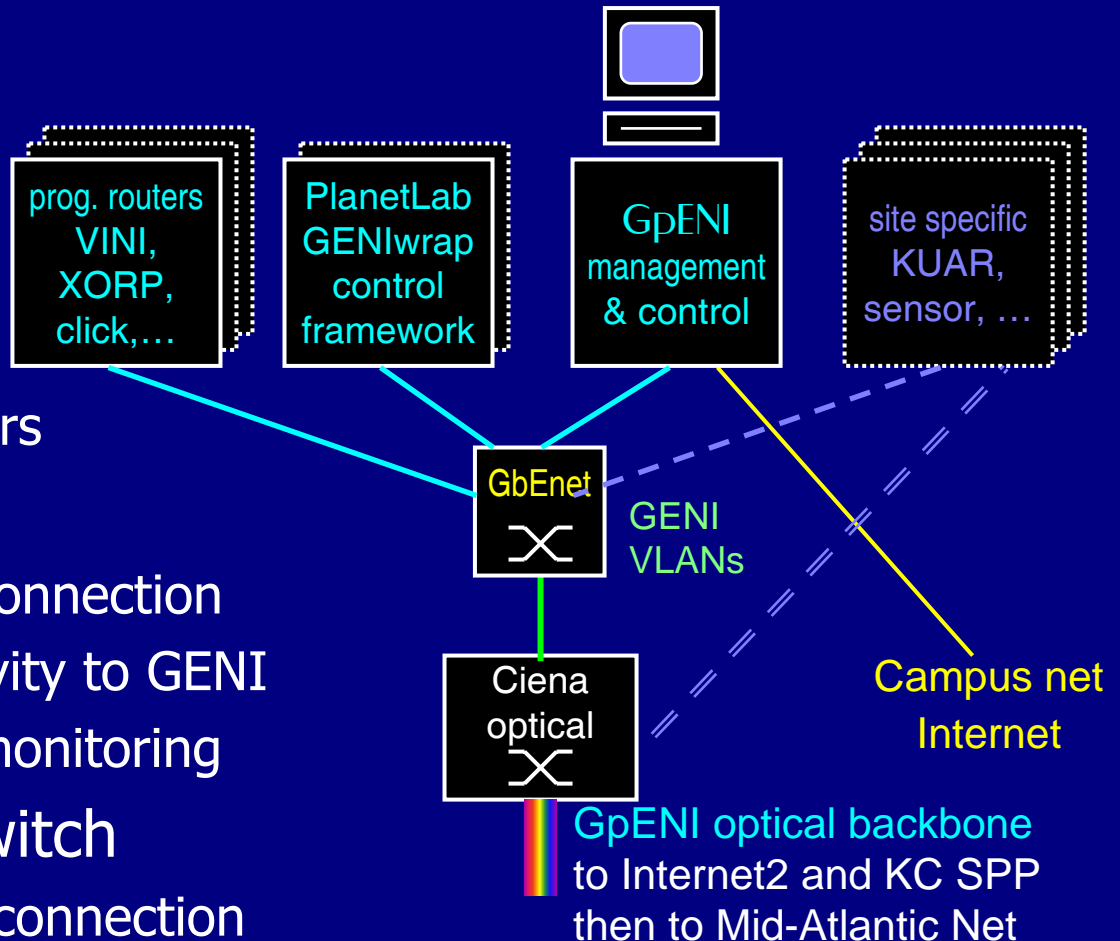 prog. routers
VINI,
XORP,
click,…
PlanetLab
GENIwrap
control
framework
GpENI
management
& control
site specific
KUAR,
sensor, …
rs
GbEnet
GENI
VLANs
onnection
vity to GENI
nonitoring
witch
connection
Ciena
optical
Campus net
Internet
GpENI optical backbone
to Internet2 and KC SPP
then to Mid-Atlantic Net